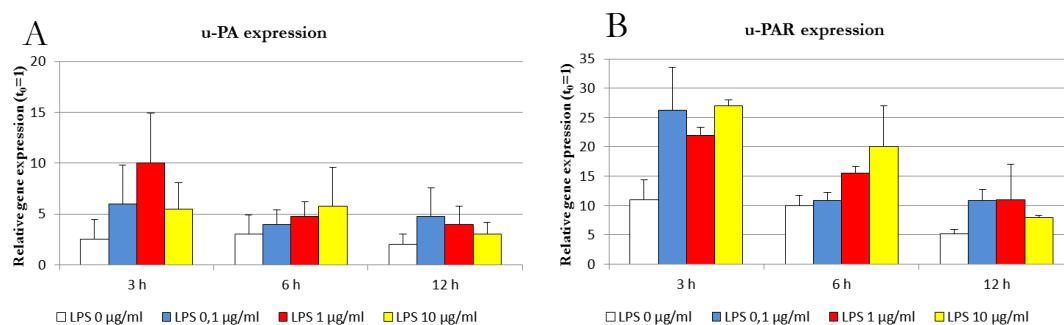 A
u-PA expression
Relative gene expression (t₀=1)
20
15
10
5
0
3 h
6 h
12 h
LPS 0 µg/ml
LPS 0,1 µg/ml
LPS 1 µg/ml
LPS 10 µg/ml
B
u-PAR expression
Relative gene expression (t₀=1)
35
30
25
20
15
10
5
0
3 h
6 h
12 h
LPS 0 µg/ml
LPS 0,1 µg/ml
LPS 1 µg/ml
LPS 10 µg/ml